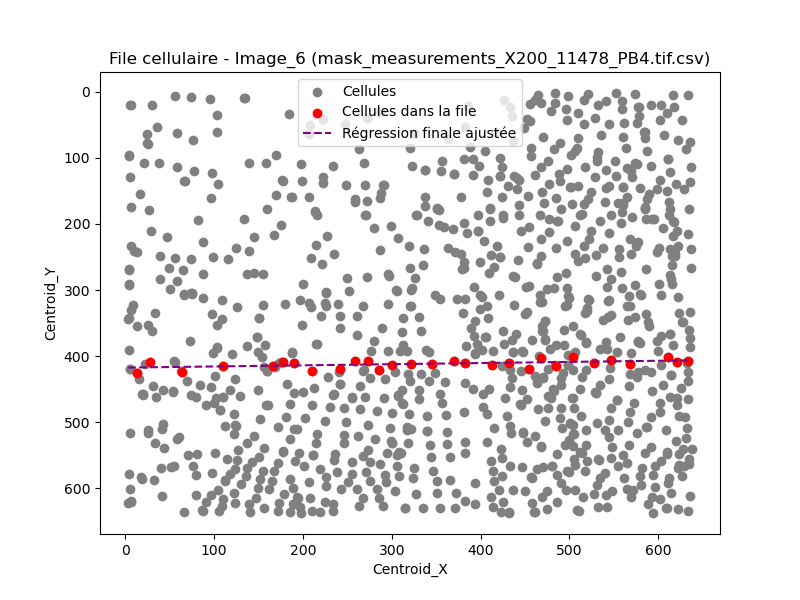 File cellulaire - Image_6 (mask_measurements_X200_11478_PB4.tif.csv)
Cellules
Cellules dans la file
Régression finale ajustée
Centroid_Y
0
100
200
300
400
500
600
0 100 200 300 400 500 600
Centroid_X